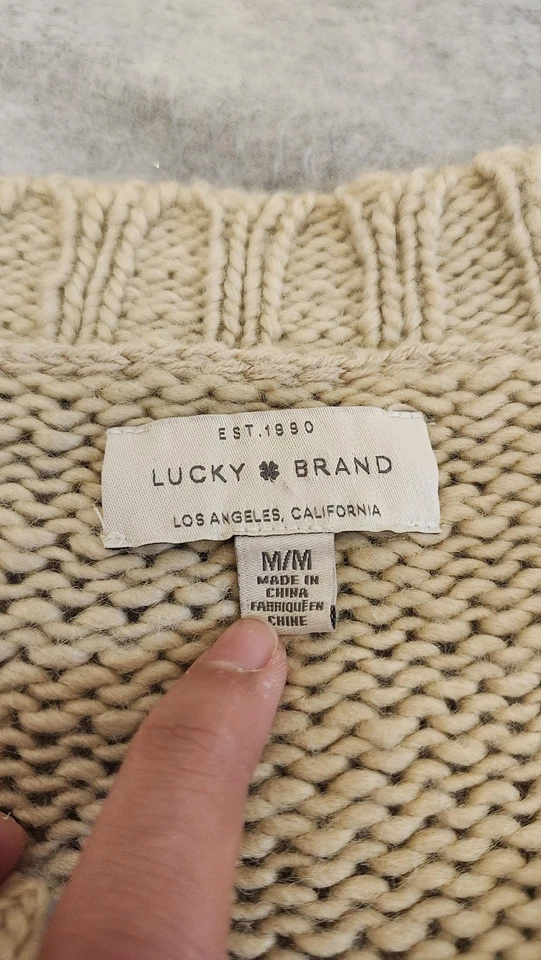 EST.1990
LUCKY BRAND
LOS ANGELES, CALIFORNIA
M/M
MADE IN
CHINA
FABRIQUÉ EN
CHINE